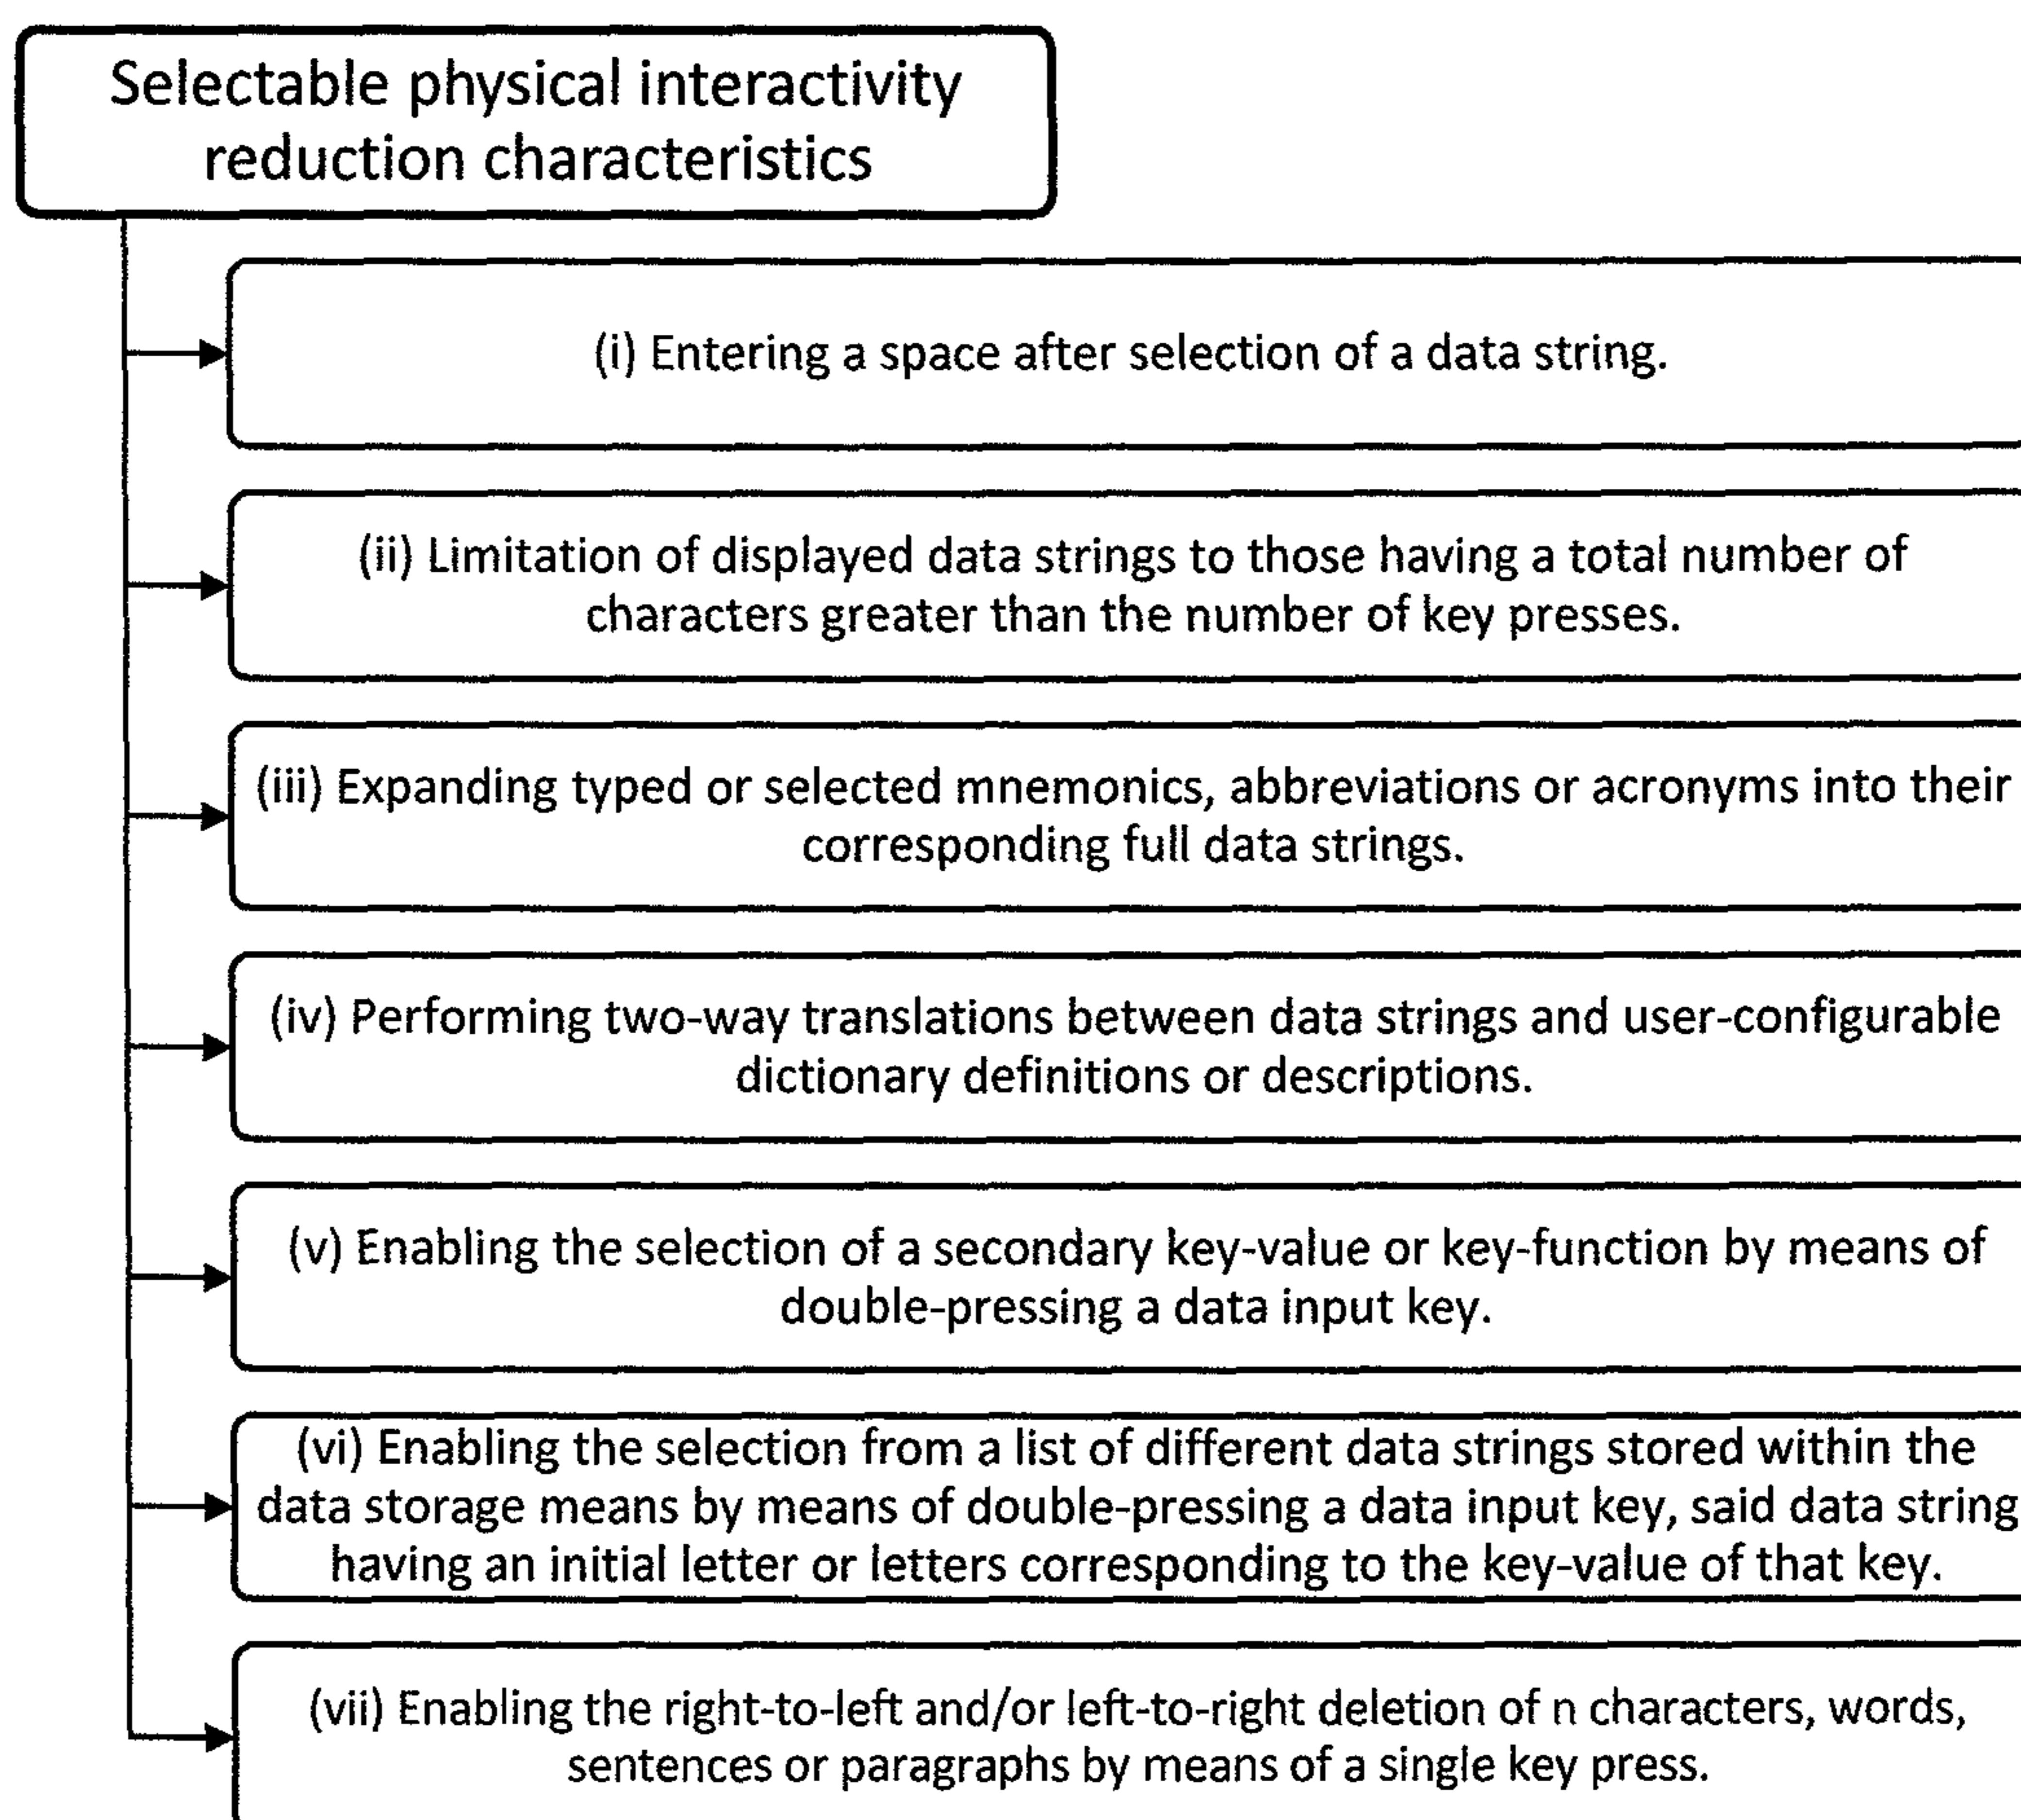 Selectable physical interactivity
reduction characteristics
(i) Entering a space after selection of a data string.
(ii) Limitation of displayed data strings to those having a total number of
characters greater than the number of key presses.
(iii) Expanding typed or selected mnemonics, abbreviations or acronyms into their
corresponding full data strings.
(iv) Performing two-way translations between data strings and user-configurable
dictionary definitions or descriptions.
(v) Enabling the selection of a secondary key-value or key-function by means of
double-pressing a data input key.
(vi) Enabling the selection from a list of different data strings stored within the
data storage means by means of double-pressing a data input key, said data string
having an initial letter or letters corresponding to the key-value of that key.
(vii) Enabling the right-to-left and/or left-to-right deletion of n characters, words,
sentences or paragraphs by means of a single key press.